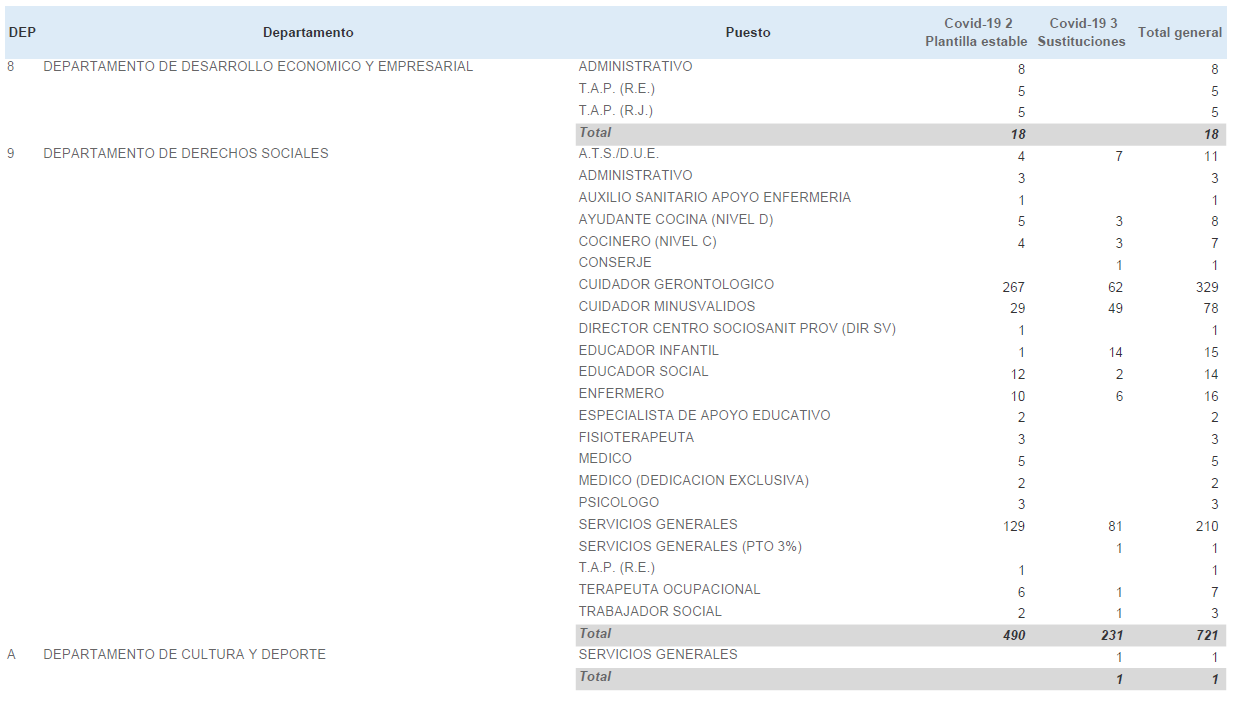 DEP Departamento Puesto Covid-19 2 Plantilla estable Covid-19 3 Sustituciones Total general
8 DEPARTAMENTO DE DESARROLLO ECONOMICO Y EMPRESARIAL ADMINISTRATIVO 8 8
T.A.P. (R.E.) 5 5
T.A.P. (R.J.) 5 5
Total 18 18
9 DEPARTAMENTO DE DERECHOS SOCIALES A.T.S./D.U.E. 4 7 11
ADMINISTRATIVO 3 3
AUXILIO SANITARIO APOYO ENFERMERIA 1 1
AYUDANTE COCINA (NIVEL D) 5 3 8
COCINERO (NIVEL C) 4 3 7
CONSERJE 1 1
CUIDADOR GERONTOLOGICO 267 62 329
CUIDADOR MINUSVALIDOS 29 49 78
DIRECTOR CENTRO SOCIOSANIT PROV (DIR SV) 1 1
EDUCADOR INFANTIL 1 14 15
EDUCADOR SOCIAL 12 2 14
ENFERMERO 10 6 16
ESPECIALISTA DE APOYO EDUCATIVO 2 2
FISIOTERAPEUTA 3 3
MEDICO 5 5
MEDICO (DEDICACION EXCLUSIVA) 2 2
PSICOLOGO 3 3
SERVICIOS GENERALES 129 81 210
SERVICIOS GENERALES (PTO 3%) 1 1
T.A.P. (R.E.) 1 1
TERAPEUTA OCUPACIONAL 6 1 7
TRABAJADOR SOCIAL 2 1 3
Total 490 231 721
A DEPARTAMENTO DE CULTURA Y DEPORTE SERVICIOS GENERALES 1 1
Total 1 1